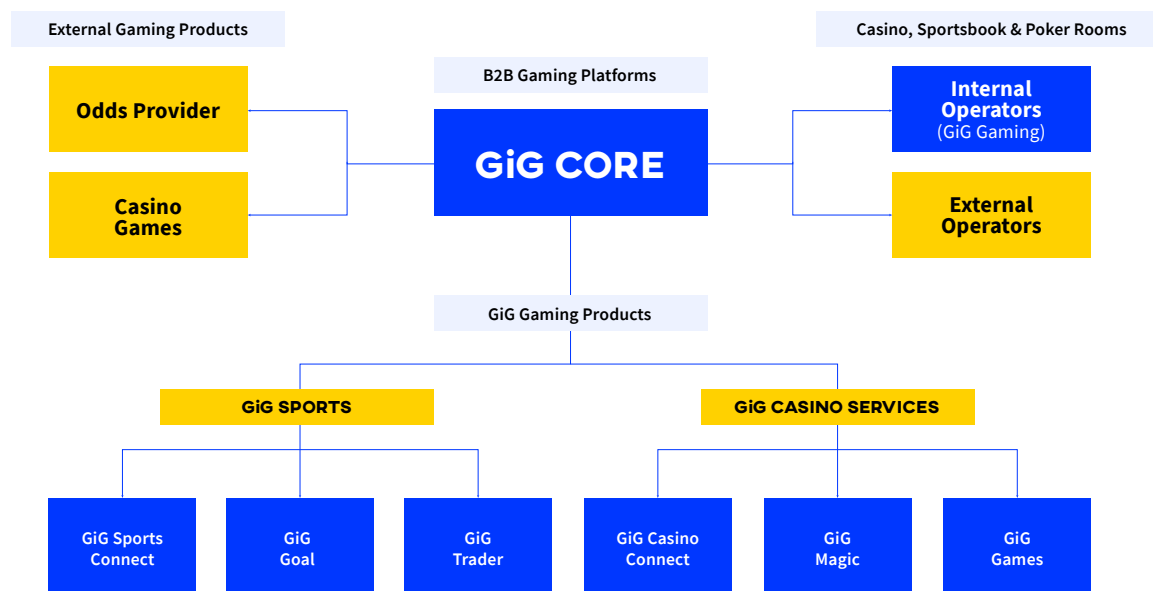 External Gaming Products
Casino, Sportsbook & Poker Rooms
B2B Gaming Platforms
Odds Provider
Casino
Games
GiG CORE
Internal
Operators
(GiG Gaming)
External
Operators
GiG Gaming Products
GiG SPORTS
GiG CASINO SERVICES
GiG Sports
Connect
GiG
Goal
GiG
Trader
GiG Casino
Connect
GiG
Magic
GiG
Games